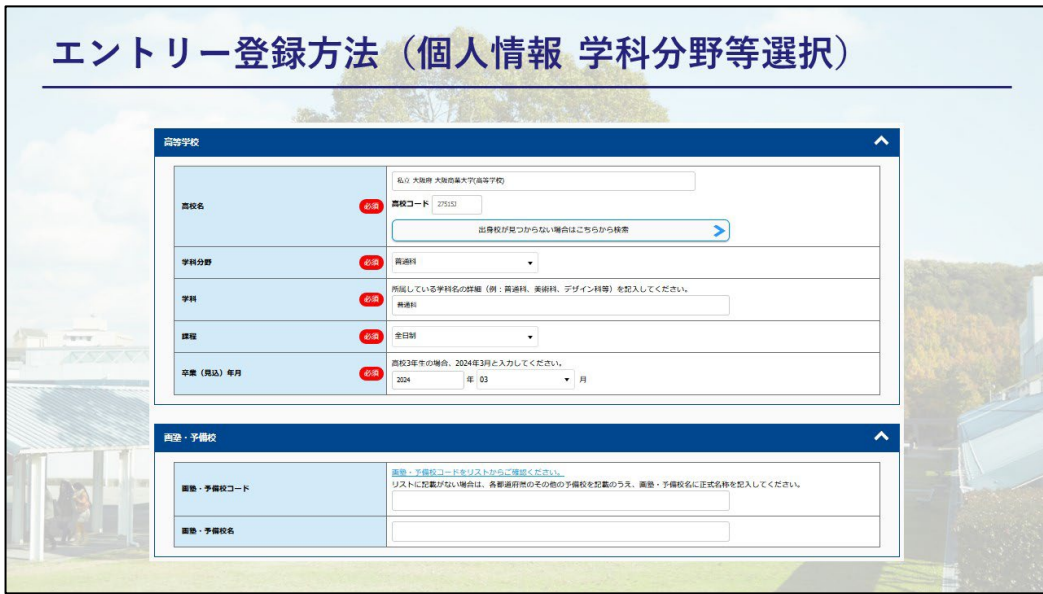 エントリー登録方法（個人情報 学科分野等選択）
高等学校
高校名
必須
私立 大阪府 大阪商業大学(高等学校)
高校コード 27515J
出身校が見つからない場合はこちらから検索
学科分野
必須
普通科
学科
必須
所属している学科名の詳細（例：普通科、美術科、デザイン科等）を記入してください。
普通科
課程
必須
全日制
卒業（見込）年月
必須
高校3年生の場合、2024年3月と入力してください。
2024 年 03 月
画塾・予備校
画塾・予備校コード
画塾・予備校コードをリストからご確認ください。
リストに記載がない場合は、各都道府県のその他の予備校を記載のうえ、画塾・予備校名に正式名称を記入してください。
画塾・予備校名